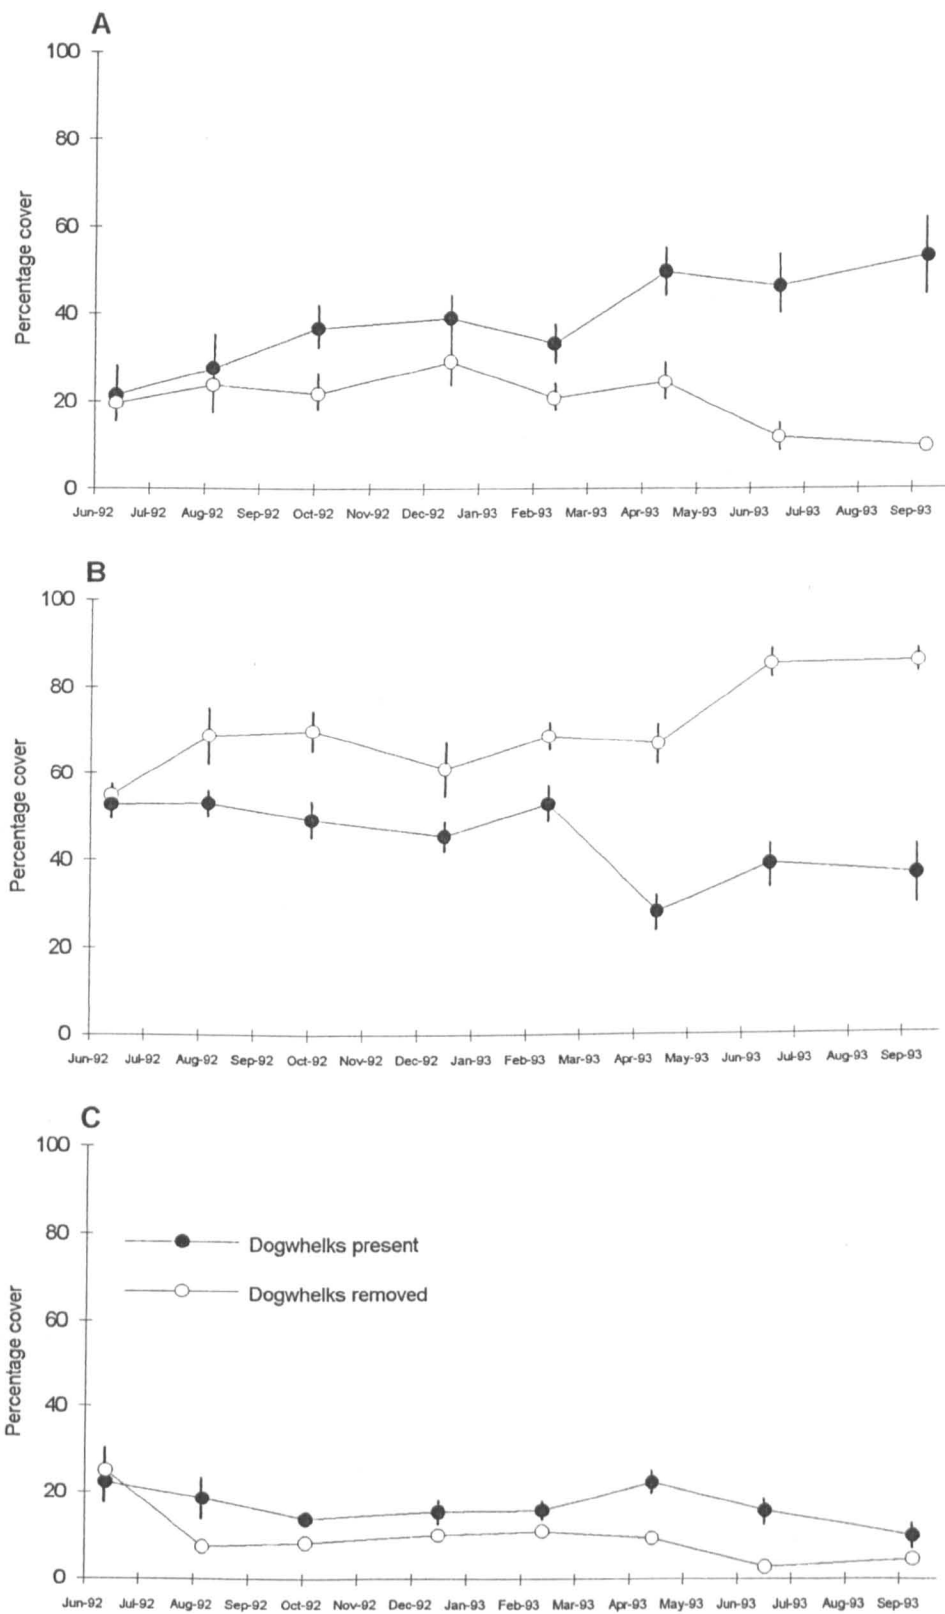 A
100
80
60
40
20
0
Percentage cover
Jun-92 Jul-92 Aug-92 Sep-92 Oct-92 Nov-92 Dec-92 Jan-93 Feb-93 Mar-93 Apr-93 May-93 Jun-93 Jul-93 Aug-93 Sep-93
B
100
80
60
40
20
0
Percentage cover
Jun-92 Jul-92 Aug-92 Sep-92 Oct-92 Nov-92 Dec-92 Jan-93 Feb-93 Mar-93 Apr-93 May-93 Jun-93 Jul-93 Aug-93 Sep-93
C
100
80
60
40
20
0
Percentage cover
Dogwhelks present
Dogwhelks removed
Jun-92 Jul-92 Aug-92 Sep-92 Oct-92 Nov-92 Dec-92 Jan-93 Feb-93 Mar-93 Apr-93 May-93 Jun-93 Jul-93 Aug-93 Sep-93